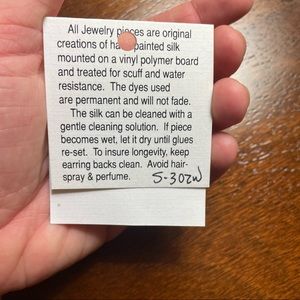 All Jewelry pieces are original
creations of hand painted silk
mounted on a vinyl polymer board
and treated for scuff and water
resistance. The dyes used
are permanent and will not fade.
The silk can be cleaned with a
gentle cleaning solution. If piece
becomes wet, let it dry until glues
re-set. To insure longevity, keep
earring backs clean. Avoid hair-
spray & perfume.